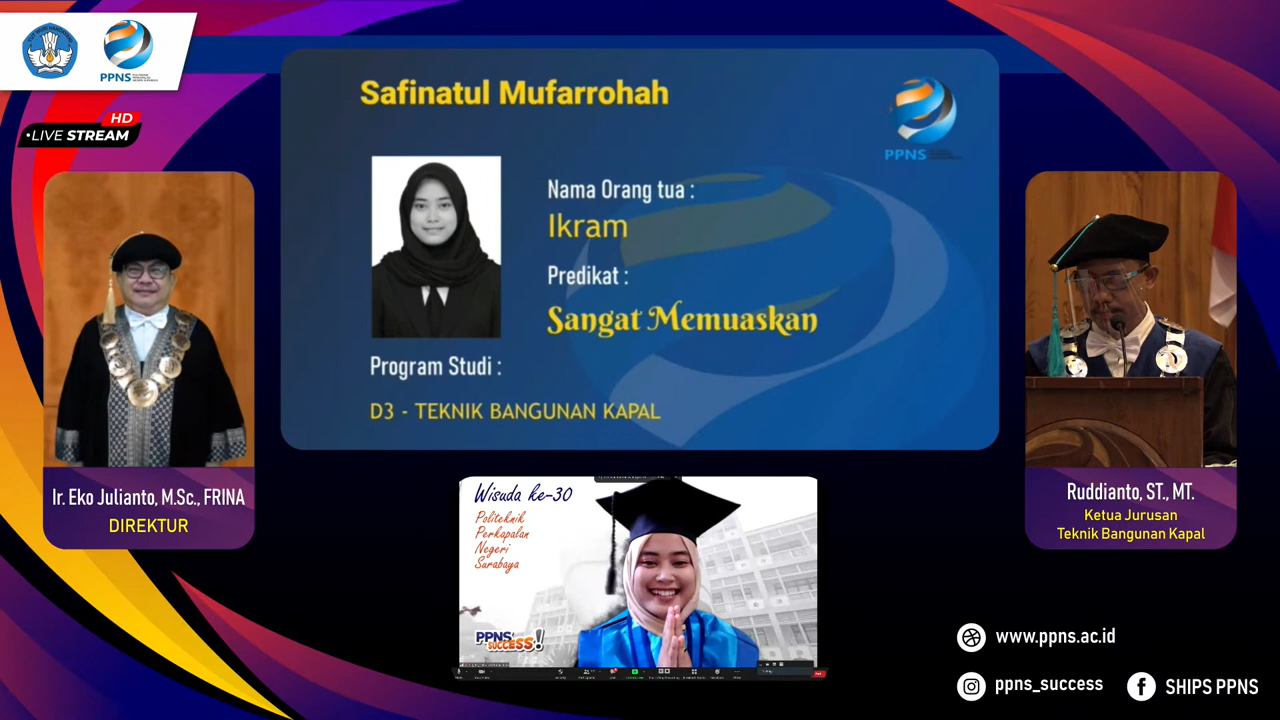 PPNS
HD
LIVE STREAM
Safinatul Mufarrohah
PPNS
Nama Orang tua :
Ikram
Predikat :
Sangat Memuaskan
Program Studi :
D3 - TEKNIK BANGUNAN KAPAL
Ir. Eko Julianto, M.Sc., FRINA
DIREKTUR
Ruddianto, ST., MT.
Ketua Jurusan
Teknik Bangunan Kapal
Wisuda ke-30
Politeknik
Perkapalan
Negeri
Surabaya
PPNS
SUCCESS!
www.ppns.ac.id
ppns_success
SHIPS PPNS